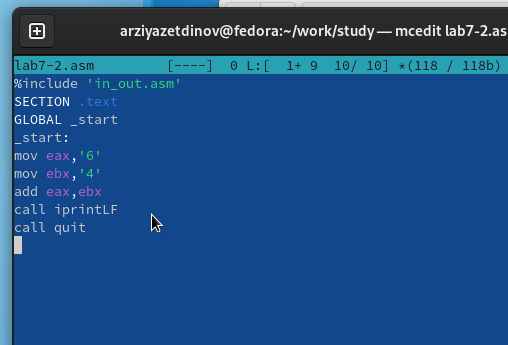 arziyazetdinov@fedora:~/work/study — mcedit lab7-2.as
lab7-2.asm [----] 0 L:[ 1+ 9 10/ 10] *(118 / 118b)
%include 'in_out.asm'
SECTION .text
GLOBAL _start
_start:
mov eax,'6'
mov ebx,'4'
add eax,ebx
call iprintLF
call quit